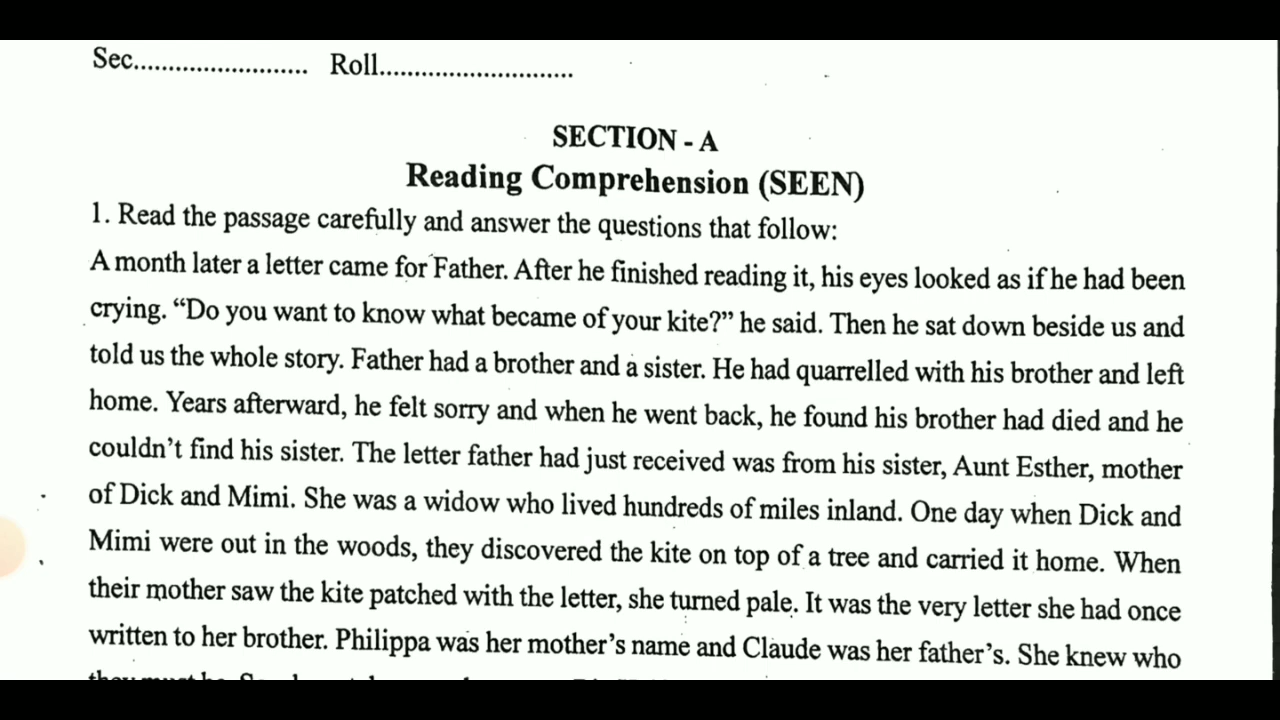 Sec......................... Roll............................
SECTION - A
Reading Comprehension (SEEN)
1. Read the passage carefully and answer the questions that follow:
A month later a letter came for Father. After he finished reading it, his eyes looked as if he had been
crying. “Do you want to know what became of your kite?” he said. Then he sat down beside us and
told us the whole story. Father had a brother and a sister. He had quarrelled with his brother and left
home. Years afterward, he felt sorry and when he went back, he found his brother had died and he
couldn’t find his sister. The letter father had just received was from his sister, Aunt Esther, mother
of Dick and Mimi. She was a widow who lived hundreds of miles inland. One day when Dick and
Mimi were out in the woods, they discovered the kite on top of a tree and carried it home. When
their mother saw the kite patched with the letter, she turned pale. It was the very letter she had once
written to her brother. Philippa was her mother’s name and Claude was her father’s. She knew who